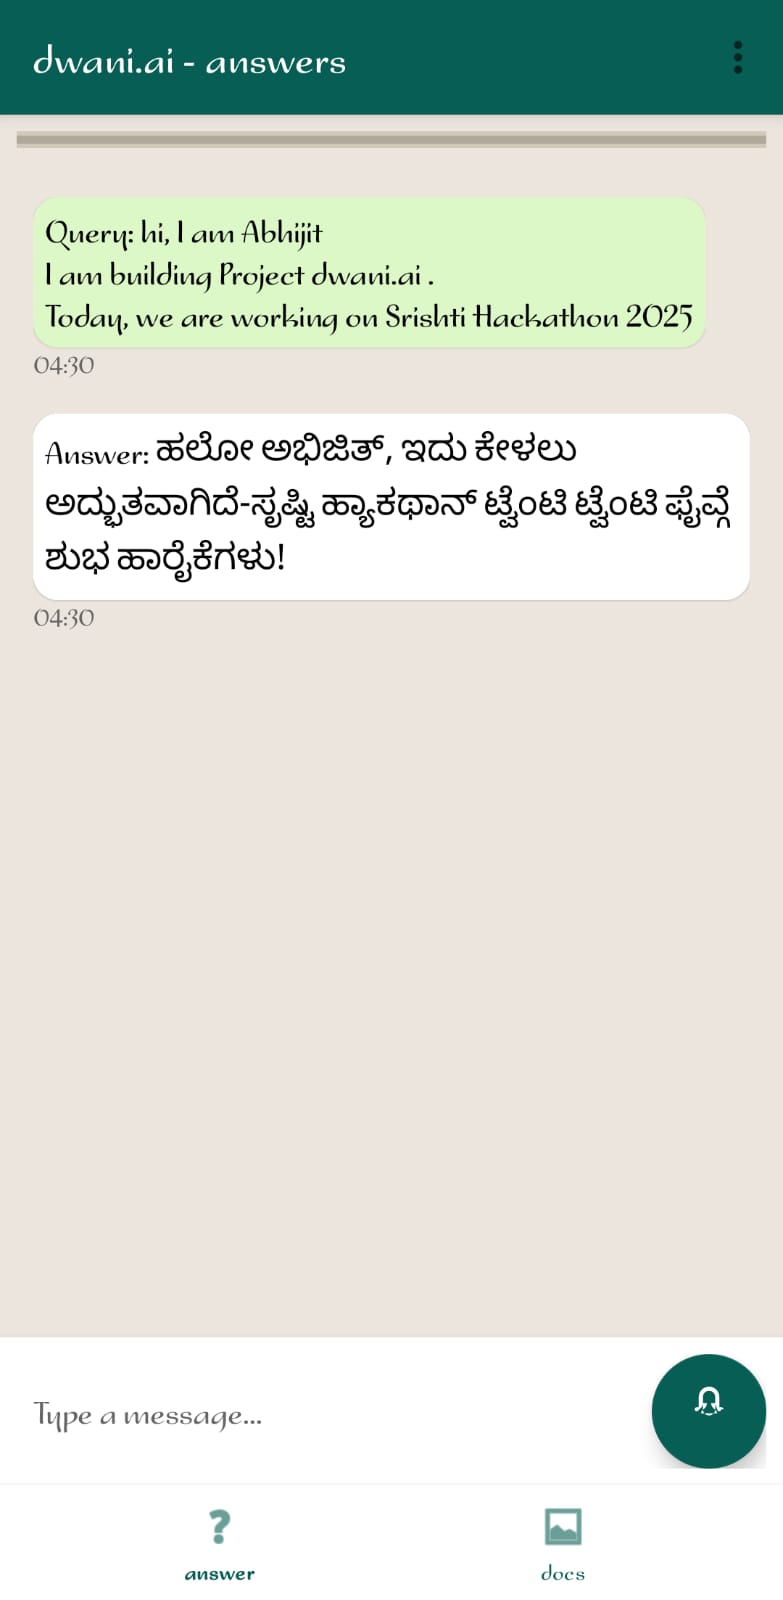 dwani.ai - answers
Query: hi, I am Abhijit
I am building Project dwani.ai .
Today, we are working on Srishti Hackathon 2025
04:30
Answer: ಹಲೋ ಅಭಿಜಿತ್, ಇದು ಕೇಳಲು
ಅದ್ಭುತವಾಗಿದೆ-ಸೃಷ್ಟಿ ಹ್ಯಾಕಥಾನ್ ಟ್ವೆಂಟಿ ಟ್ವೆಂಟಿ ಫೈವ್ಗೆ
ಶುಭ ಹಾರೈಕೆಗಳು!
04:30
Type a message...
answer
docs